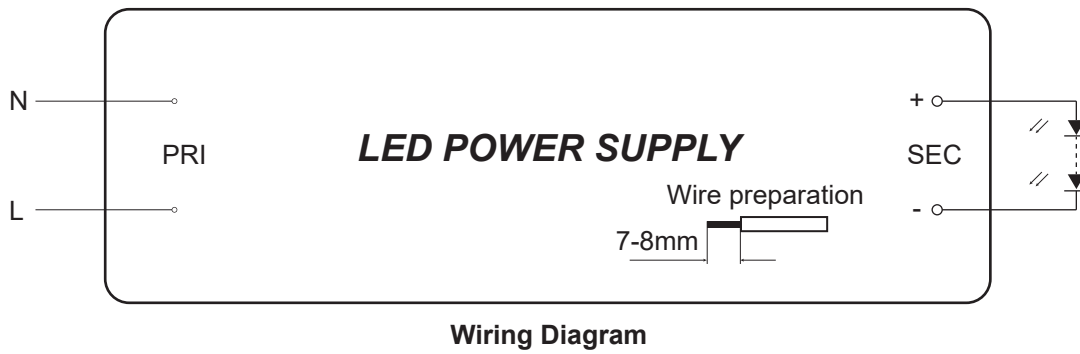 N
+
PRI
LED POWER SUPPLY
SEC
Wire preparation
L
-
7-8mm
Wiring Diagram